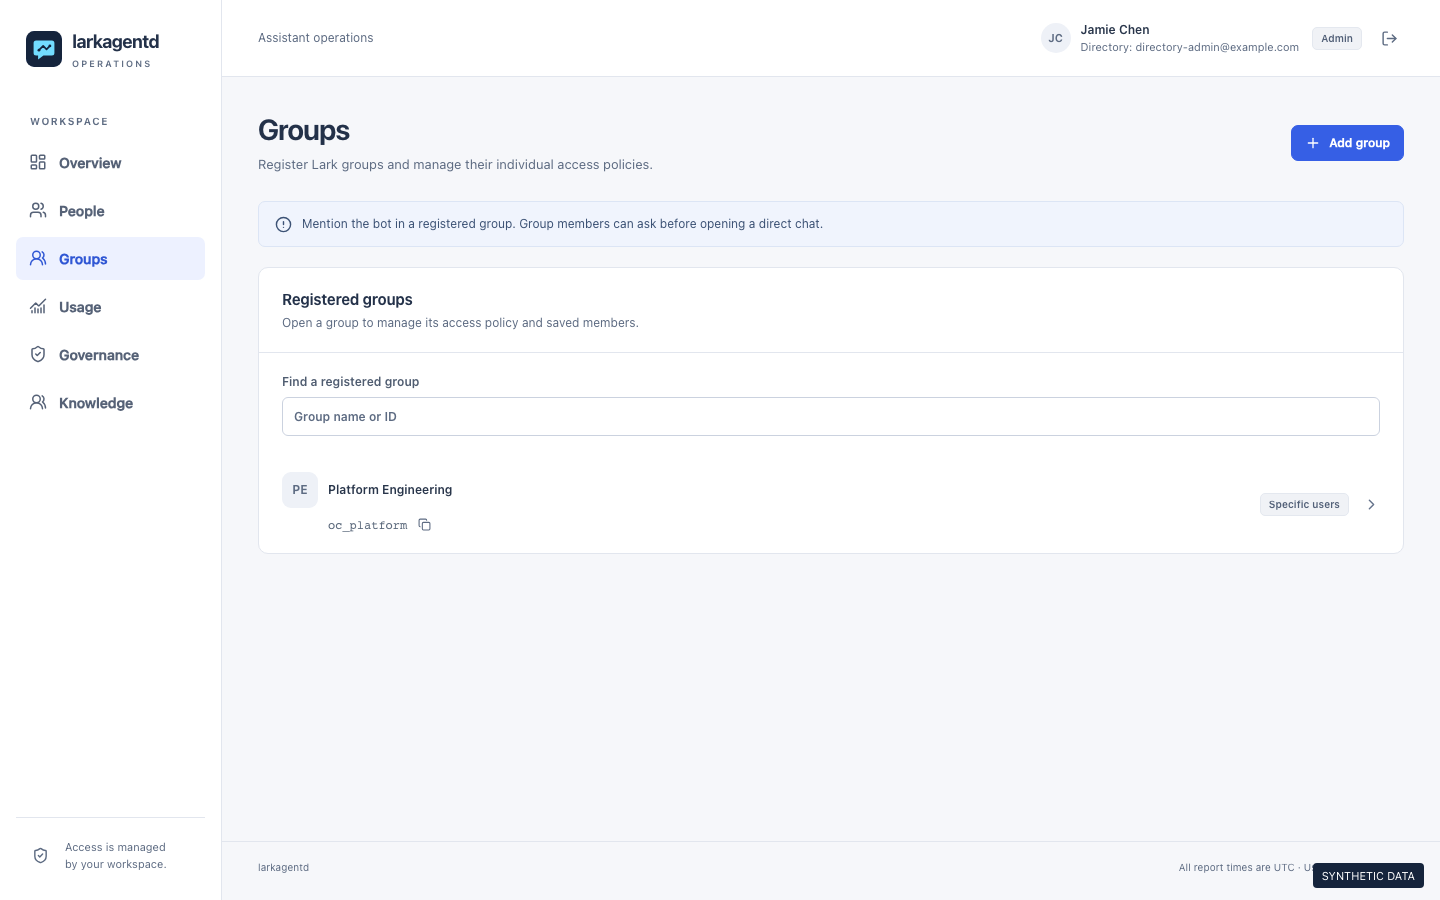 larkagentd
OPERATIONS
WORKSPACE
Overview
People
Groups
Usage
Governance
Knowledge
Access is managed
by your workspace.
Assistant operations
JC
Jamie Chen
Directory: directory-admin@example.com
Admin
Groups
Register Lark groups and manage their individual access policies.
Add group
Mention the bot in a registered group. Group members can ask before opening a direct chat.
Registered groups
Open a group to manage its access policy and saved members.
Find a registered group
Group name or ID
PE
Platform Engineering
oc_platform
Specific users
larkagentd
All report times are UTC ·
SYNTHETIC DATA